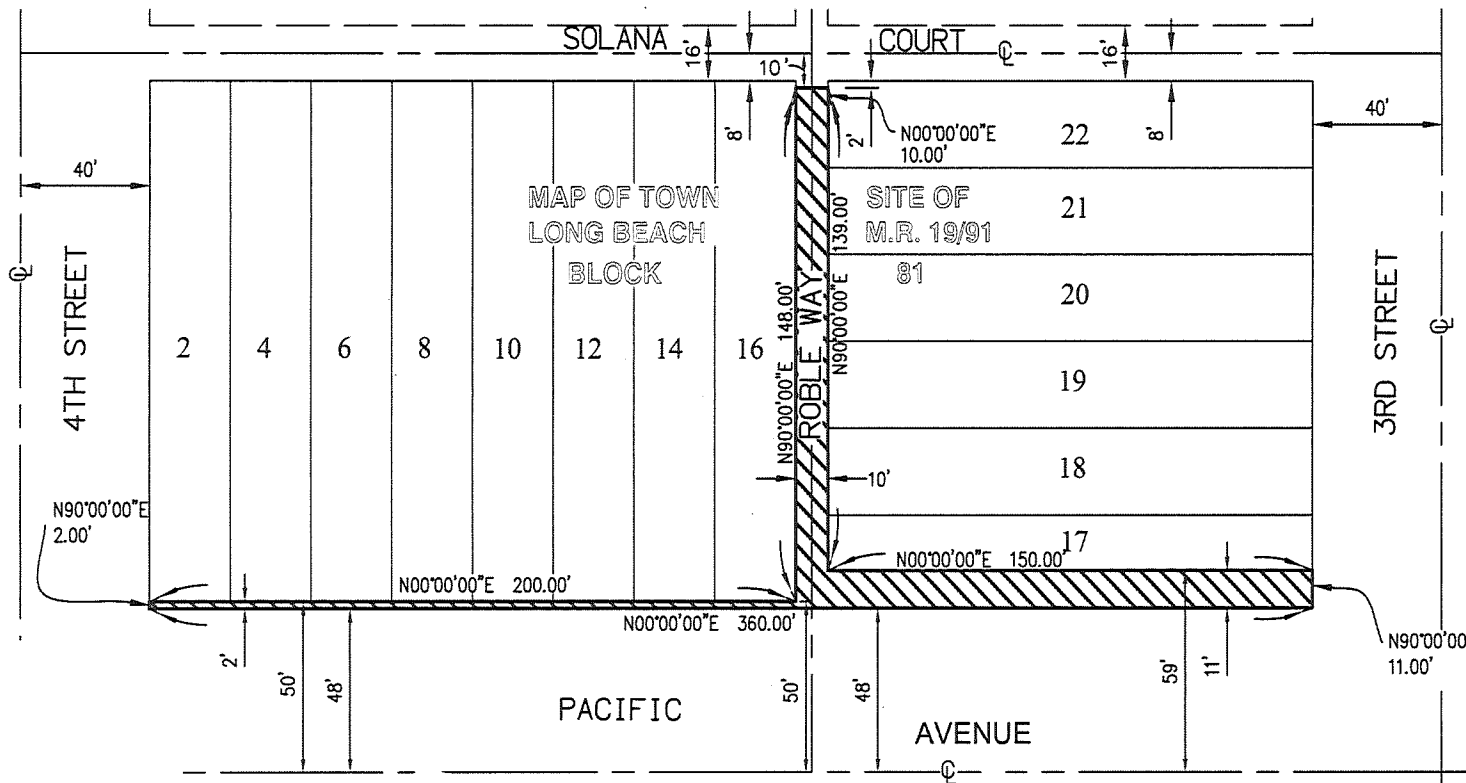 SOLANA COURT ℄
16' 10' 16'
8' 2' 8'
N00°00'00"E
10.00'
40' 40'
22
MAP OF TOWN SITE OF
LONG BEACH M.R. 19/91
BLOCK 81
21
℄ ℄
4TH STREET
3RD STREET
N90°00'00"E 148.00'
ROBLE WAY
N90°00'00"E 139.00'
20
2 4 6 8 10 12 14 16
19
18
10'
N90°00'00"E
2.00'
17
N00°00'00"E 150.00'
N00°00'00"E 200.00'
N00°00'00"E 360.00'
N90°00'00
11.00'
2' 50' 48' 50' 48' 59' 11'
PACIFIC AVENUE
℄